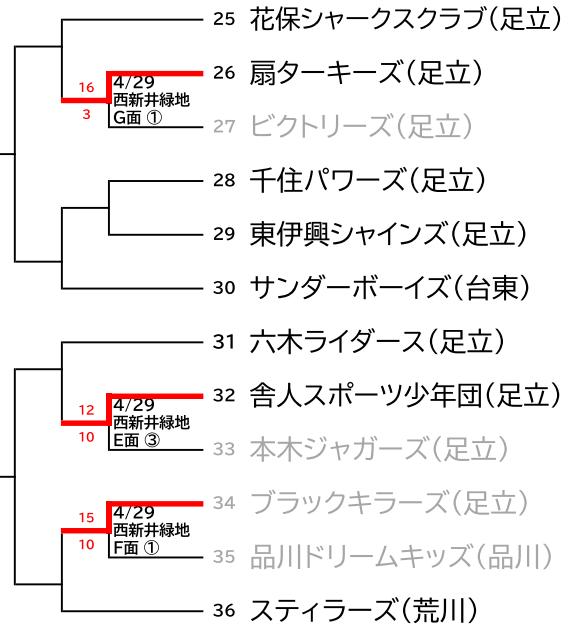 25 花保シャークスクラブ(足立)
16
3
4/29
西新井緑地
G面 ①
26 扇ターキーズ(足立)
27 ビクトリーズ(足立)
28 千住パワーズ(足立)
29 東伊興シャインズ(足立)
30 サンダーボーイズ(台東)
31 六木ライダース(足立)
12
10
4/29
西新井緑地
E面 ③
32 舎人スポーツ少年団(足立)
33 本木ジャガーズ(足立)
15
10
4/29
西新井緑地
F面 ①
34 ブラックキラーズ(足立)
35 品川ドリームキッズ(品川)
36 スティラーズ(荒川)